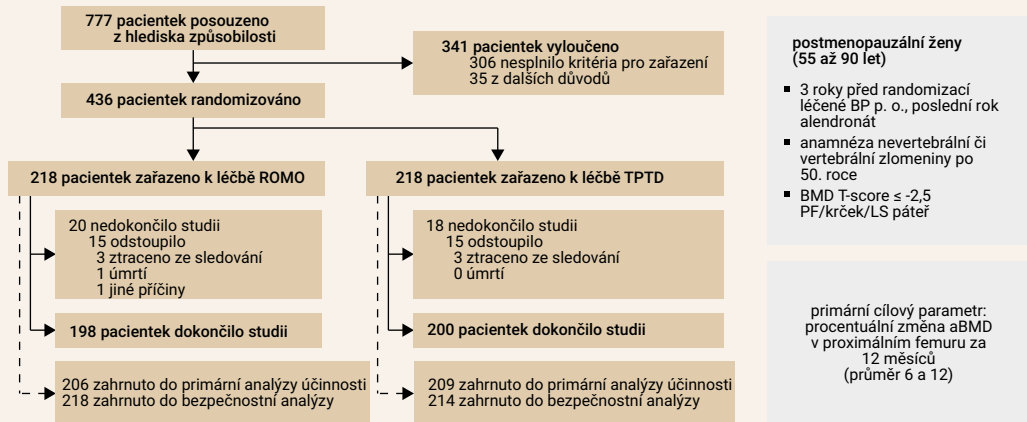 777 pacientek posouzeno
z hlediska způsobilosti
341 pacientek vyloučeno
306 nesplnilo kritéria pro zařazení
35 z dalších důvodů
436 pacientek randomizováno
218 pacientek zařazeno k léčbě ROMO
218 pacientek zařazeno k léčbě TPTD
20 nedokončilo studii
15 odstoupilo
3 ztraceno ze sledování
1 úmrtí
1 jiné příčiny
18 nedokončilo studii
15 odstoupilo
3 ztraceno ze sledování
0 úmrtí
198 pacientek dokončilo studii
200 pacientek dokončilo studii
206 zahrnuto do primární analýzy účinnosti
218 zahrnuto do bezpečnostní analýzy
209 zahrnuto do primární analýzy účinnosti
214 zahrnuto do bezpečnostní analýzy
postmenopauzální ženy
(55 až 90 let)
▪ 3 roky před randomizací
léčené BP p. o., poslední rok
alendronát
▪ anamnéza nevertebrální či
vertebrální zlomeniny po
50. roce
▪ BMD T-score ≤ -2,5
PF/krček/LS páteř
primární cílový parametr:
procentuální změna aBMD
v proximálním femuru za
12 měsíců
(průměr 6 a 12)